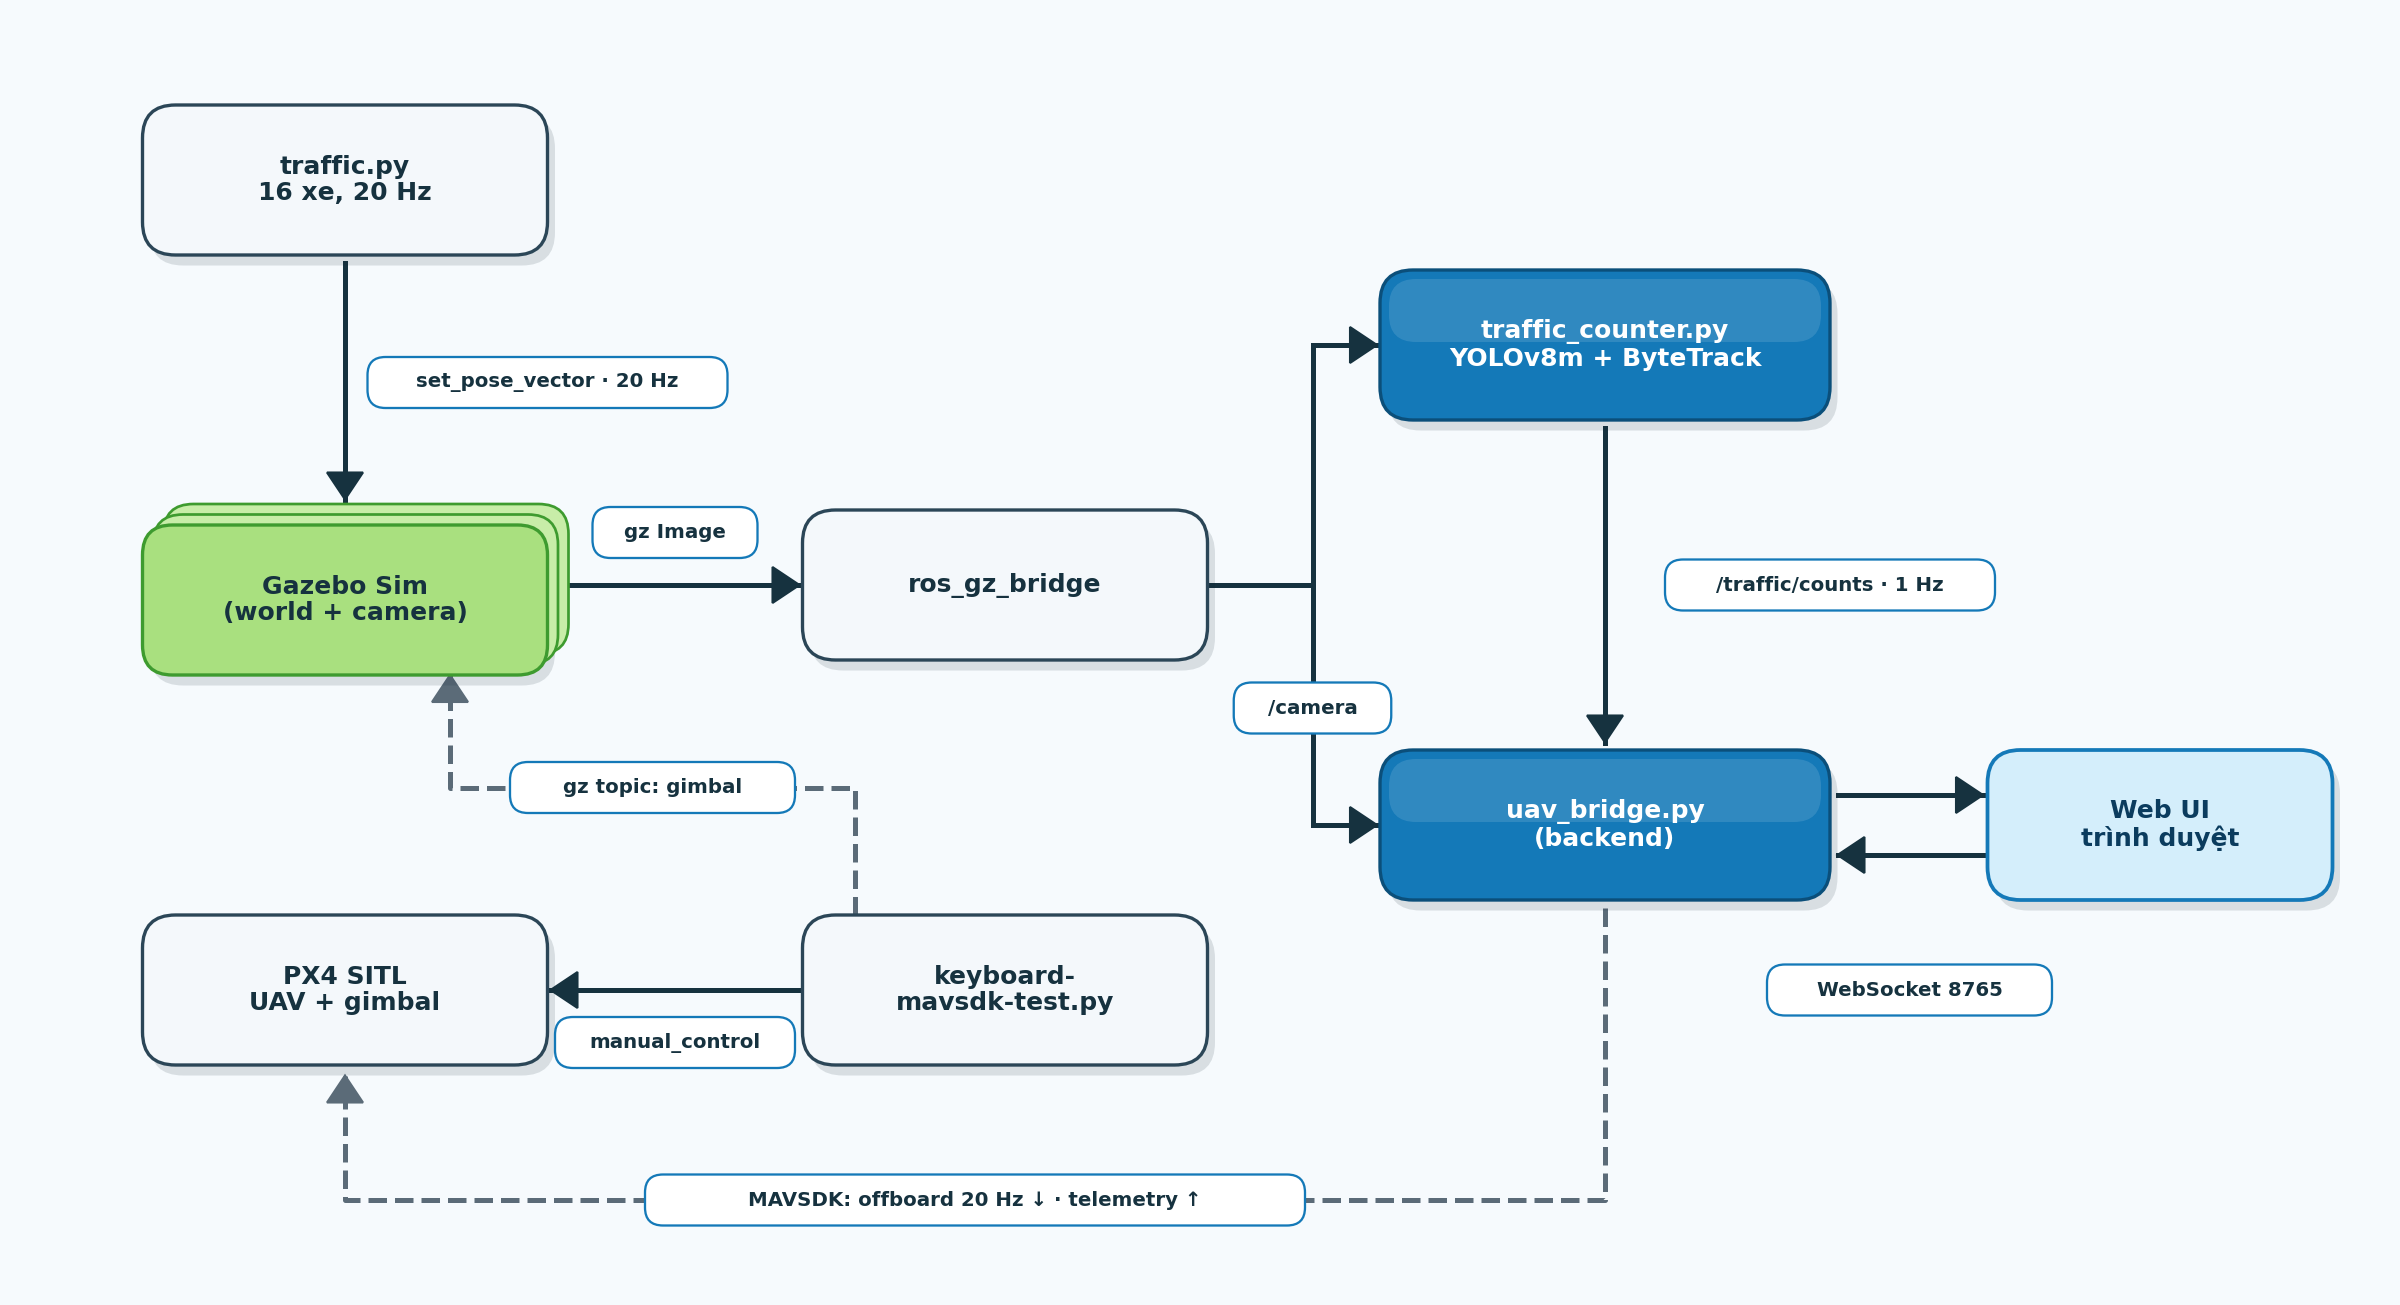 traffic.py
16 xe, 20 Hz
set_pose_vector · 20 Hz
traffic_counter.py
YOLOv8m + ByteTrack
gz Image
Gazebo Sim
(world + camera)
ros_gz_bridge
/traffic/counts · 1 Hz
/camera
gz topic: gimbal
uav_bridge.py
(backend)
Web UI
trình duyệt
PX4 SITL
UAV + gimbal
keyboard-
mavsdk-test.py
manual_control
WebSocket 8765
MAVSDK: offboard 20 Hz ↓ · telemetry ↑